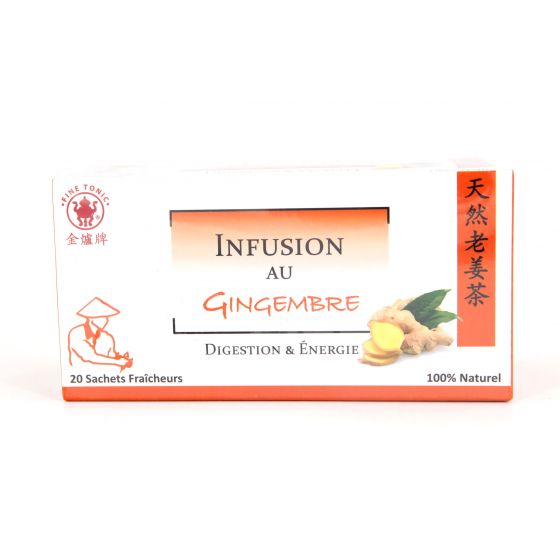 •FINE TONIC•
®
金爐牌
INFUSION
AU
GINGEMBRE
DIGESTION & ÉNERGIE
20 Sachets Fraîcheurs
100% Naturel
天然老姜茶